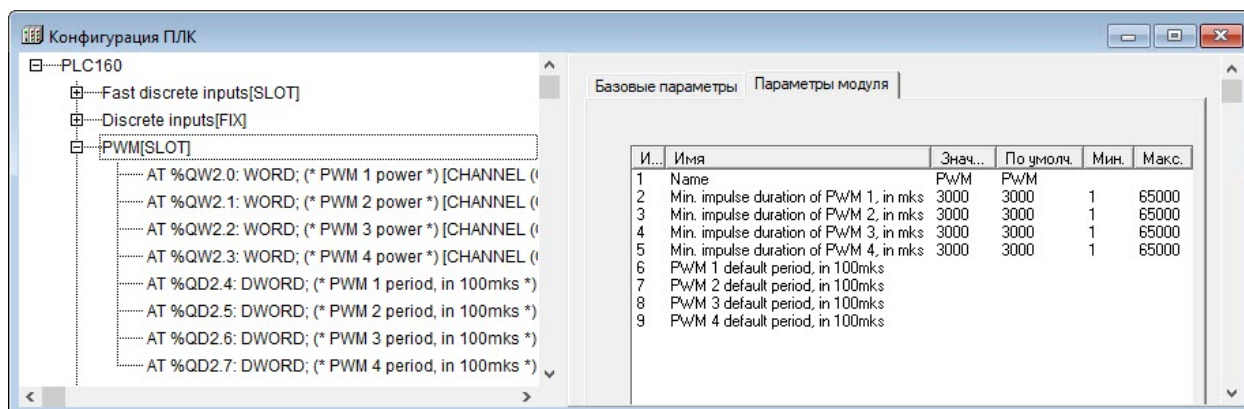 Конфигурация ПЛК
PLC160
Fast discrete inputs[SLOT]
Discrete inputs[FIX]
PWM[SLOT]
AT %QW2.0: WORD; (* PWM 1 power *) [CHANNEL (
AT %QW2.1: WORD; (* PWM 2 power *) [CHANNEL (
AT %QW2.2: WORD; (* PWM 3 power *) [CHANNEL (
AT %QW2.3: WORD; (* PWM 4 power *) [CHANNEL (
AT %QD2.4: DWORD; (* PWM 1 period, in 100mks *)
AT %QD2.5: DWORD; (* PWM 2 period, in 100mks *)
AT %QD2.6: DWORD; (* PWM 3 period, in 100mks *)
AT %QD2.7: DWORD; (* PWM 4 period, in 100mks *)
Базовые параметры Параметры модуля
И... Имя Знач... По умолч. Мин. Макс.
1 Name PWM PWM
2 Min. impulse duration of PWM 1, in mks 3000 3000 1 65000
3 Min. impulse duration of PWM 2, in mks 3000 3000 1 65000
4 Min. impulse duration of PWM 3, in mks 3000 3000 1 65000
5 Min. impulse duration of PWM 4, in mks 3000 3000 1 65000
6 PWM 1 default period, in 100mks
7 PWM 2 default period, in 100mks
8 PWM 3 default period, in 100mks
9 PWM 4 default period, in 100mks